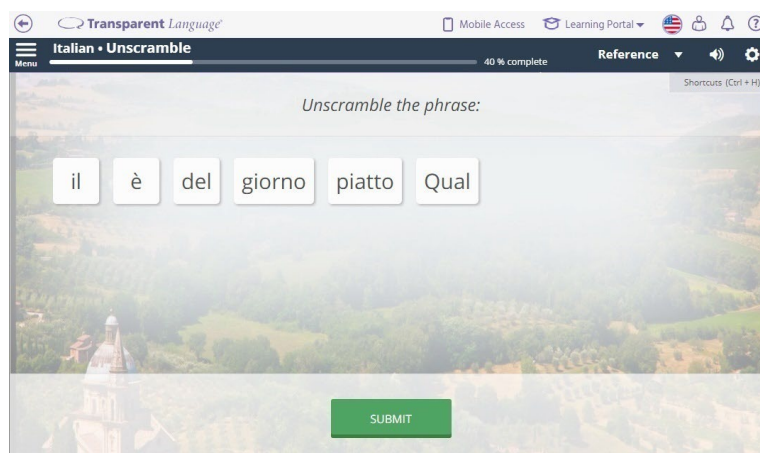 Transparent Language®
Mobile Access
Learning Portal
Menu
Italian • Unscramble
40 % complete
Reference
Shortcuts (Ctrl + H)
Unscramble the phrase:
il è del giorno piatto Qual
SUBMIT